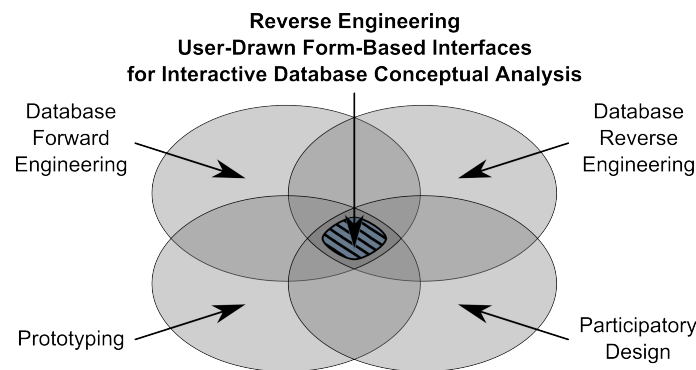 Reverse Engineering
User-Drawn Form-Based Interfaces
for Interactive Database Conceptual Analysis
Database
Forward
Engineering
Database
Reverse
Engineering
Prototyping
Participatory
Design